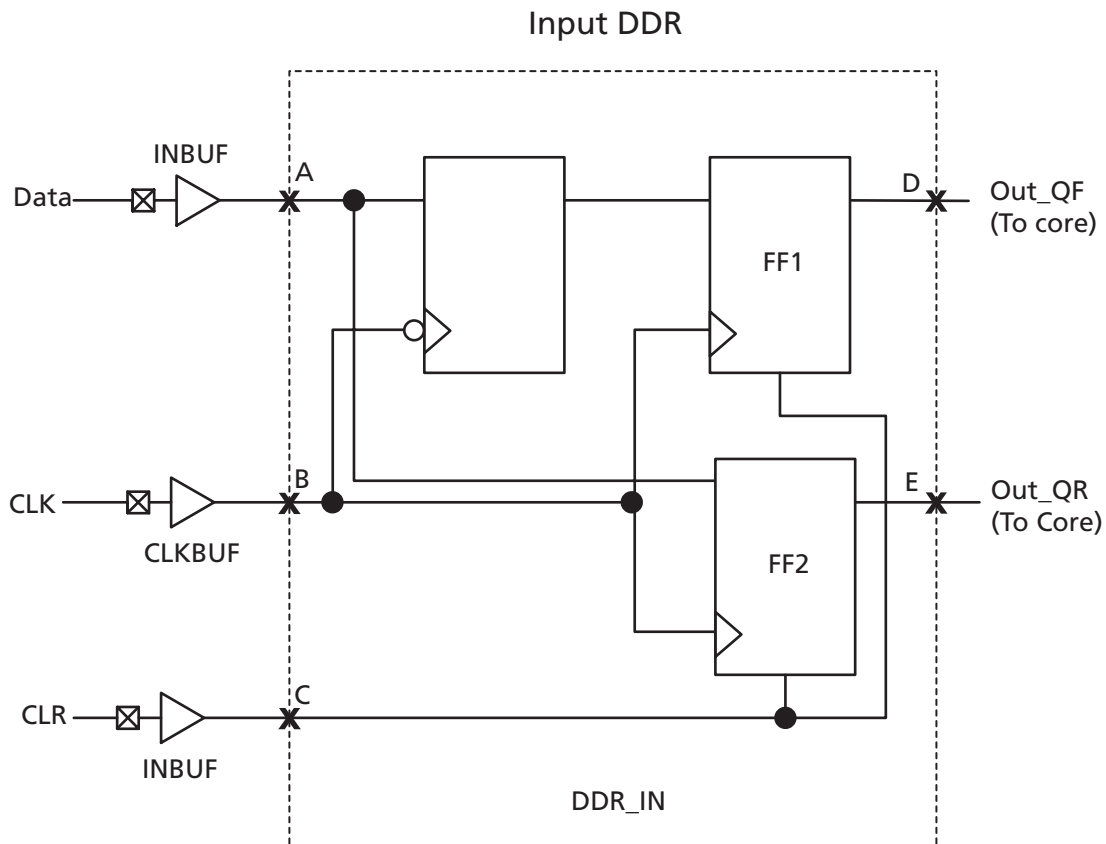 Input DDR
INBUF
A
Data
D
Out_QF
(To core)
FF1
B
E
CLK
Out_QR
(To Core)
CLKBUF
FF2
C
CLR
INBUF
DDR_IN